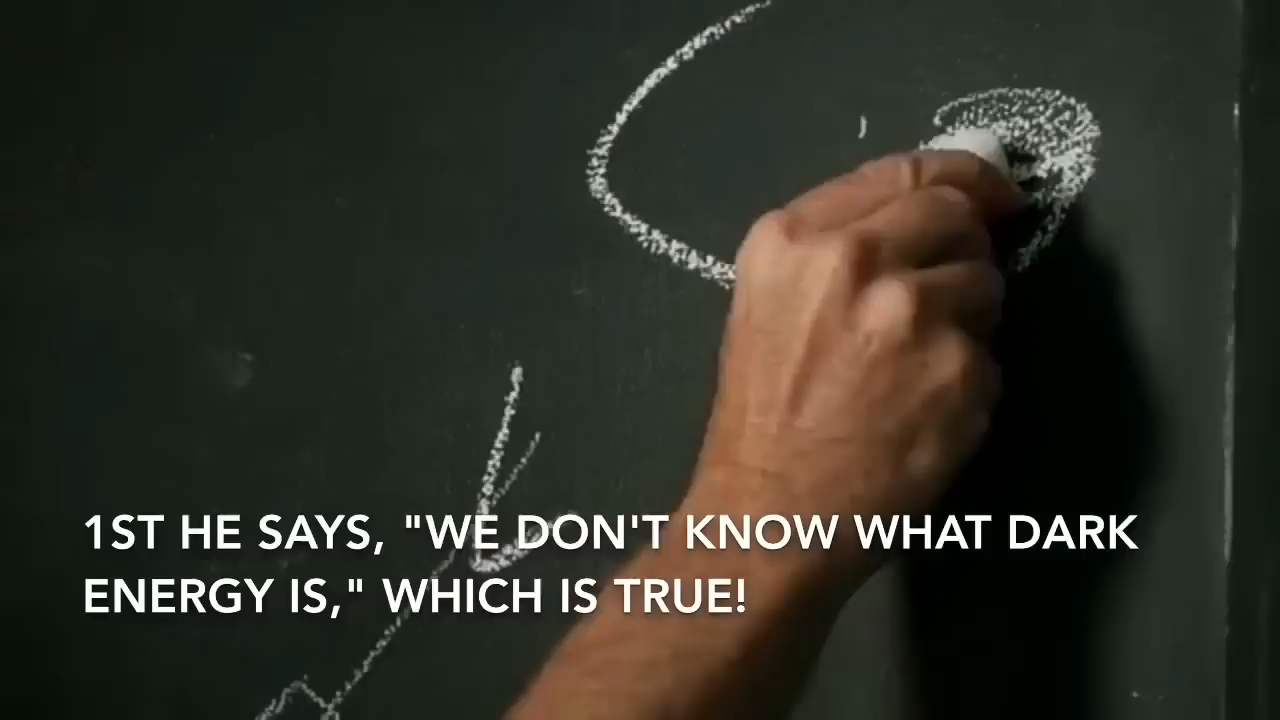 1ST HE SAYS, "WE DON'T KNOW WHAT DARK
ENERGY IS," WHICH IS TRUE!